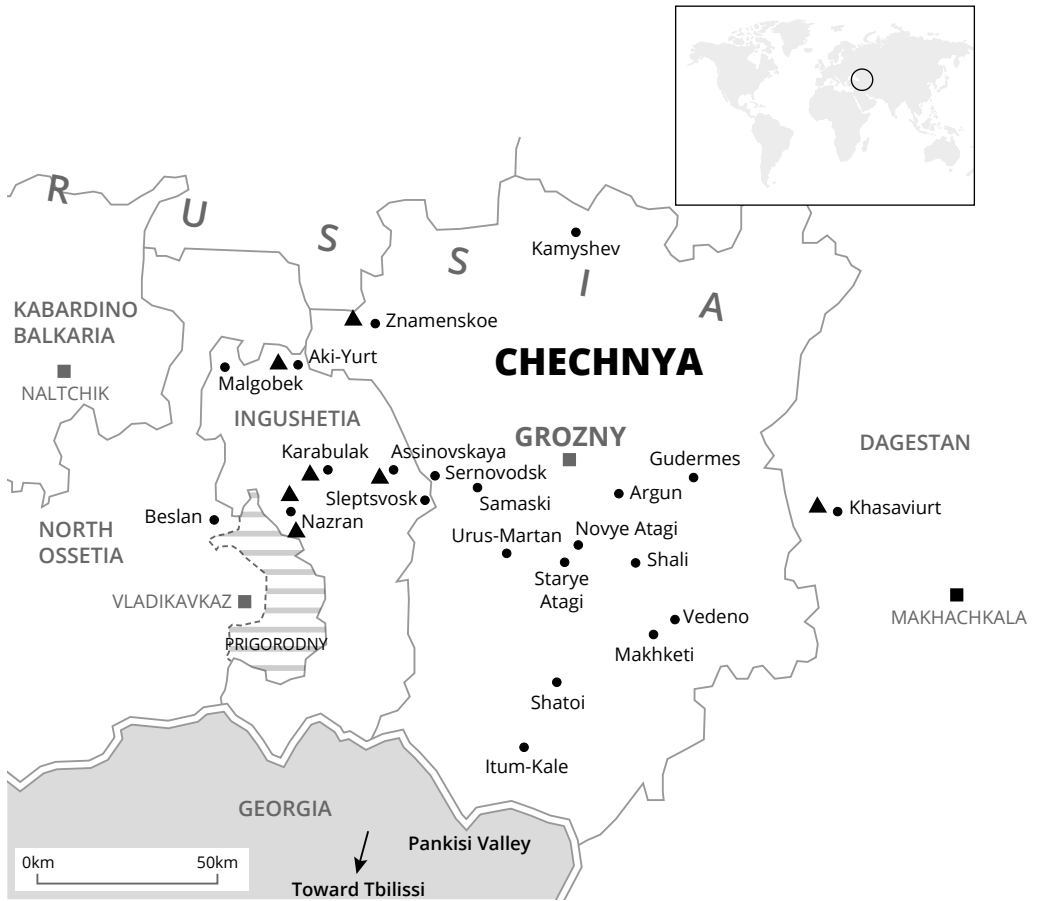 R U S S I A
Kamyshev
KABARDINO
BALKARIA
NALTCHIK
Znamenskoe
Aki-Yurt
Malgobek
CHECHNYA
INGUSHETIA
GROZNY
DAGESTAN
Karabulak
Assinovskaya
Sernovodsk
Gudermes
Sleptsvosk
Samaski
Argun
Khasaviurt
Beslan
Nazran
NORTH
OSSETIA
Urus-Martan
Novye Atagi
Shali
Starye
Atagi
VLADIKAVKAZ
MAKHACHKALA
Vedeno
PRIGORODNY
Makhketi
Shatoi
Itum-Kale
GEORGIA
Pankisi Valley
0km 50km
Toward Tbilissi